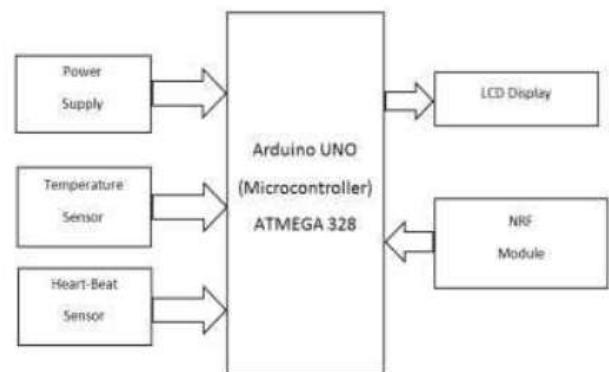 Power
Supply
Temperature
Sensor
Heart-Beat
Sensor
Arduino UNO
(Microcontroller)
ATMEGA 328
LCD Display
NRF
Module